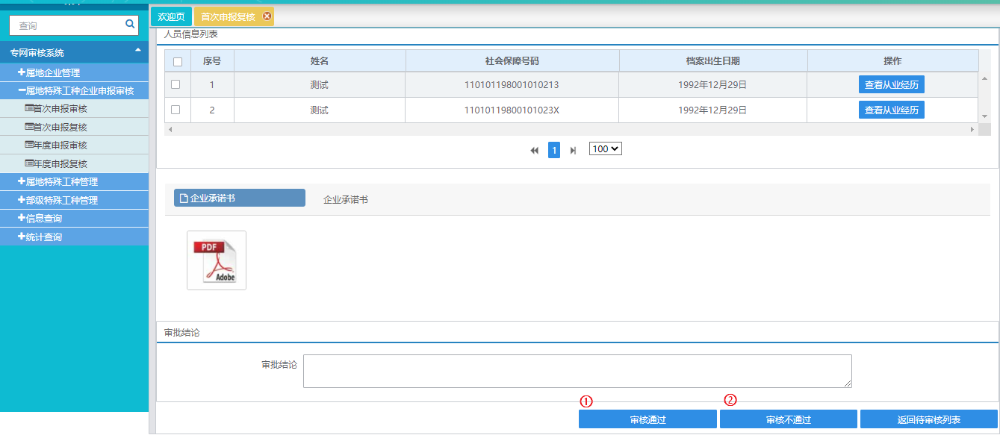 查询
专网审核系统
属地企业管理
属地特殊工种企业申报审核
首次申报审核
首次申报复核
年度申报审核
年度申报复核
属地特殊工种管理
部级特殊工种管理
信息查询
统计查询
欢迎页 首次申报复核
人员信息列表
序号 姓名 社会保障号码 档案出生日期 操作
1 测试 110101198001010213 1992年12月29日 查看从业经历
2 测试 11010119800101023X 1992年12月29日 查看从业经历
1 100
企业承诺书 企业承诺书
PDF
Adobe
审批结论
审批结论
① ②
审核通过 审核不通过 返回待审核列表